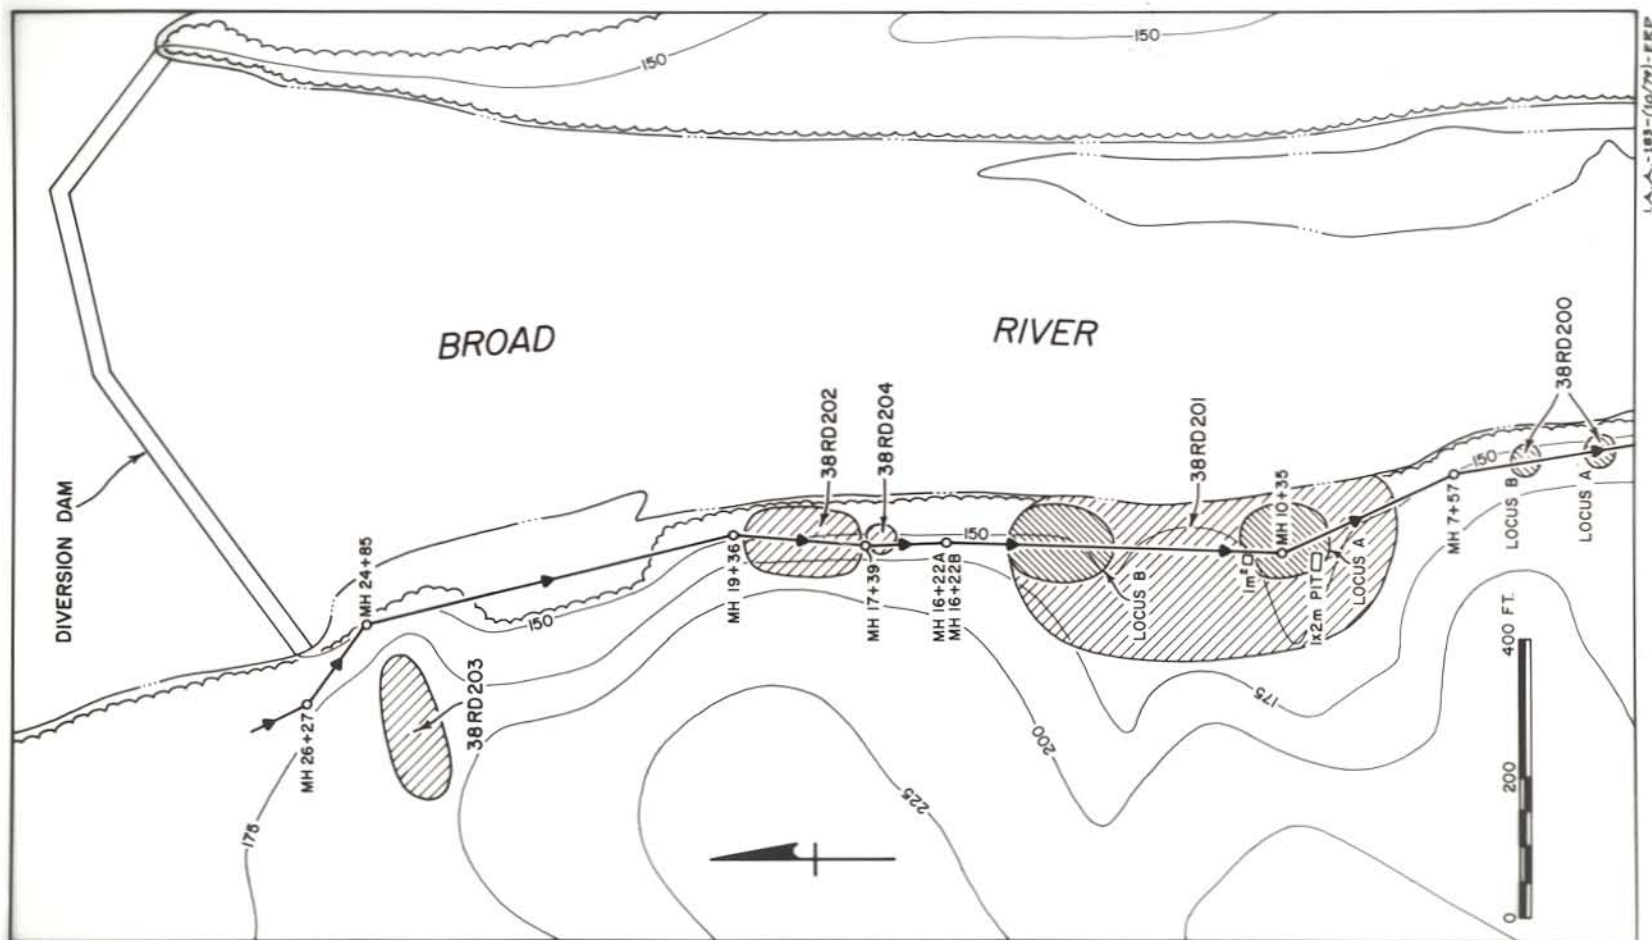 150
150
BROAD
RIVER
DIVERSION DAM
MH 24+85
MH 26+27
38RD203
175
150
MH 19+36
38RD202
MH 17+39
38RD204
MH 16+22A
MH 16+22B
150
LOCUS B
38RD201
1m²
MH 10+35
1x2m PIT
LOCUS A
MH 7+57
150
LOCUS B
LOCUS A
38RD200
175
200
225
0 200 400 FT.